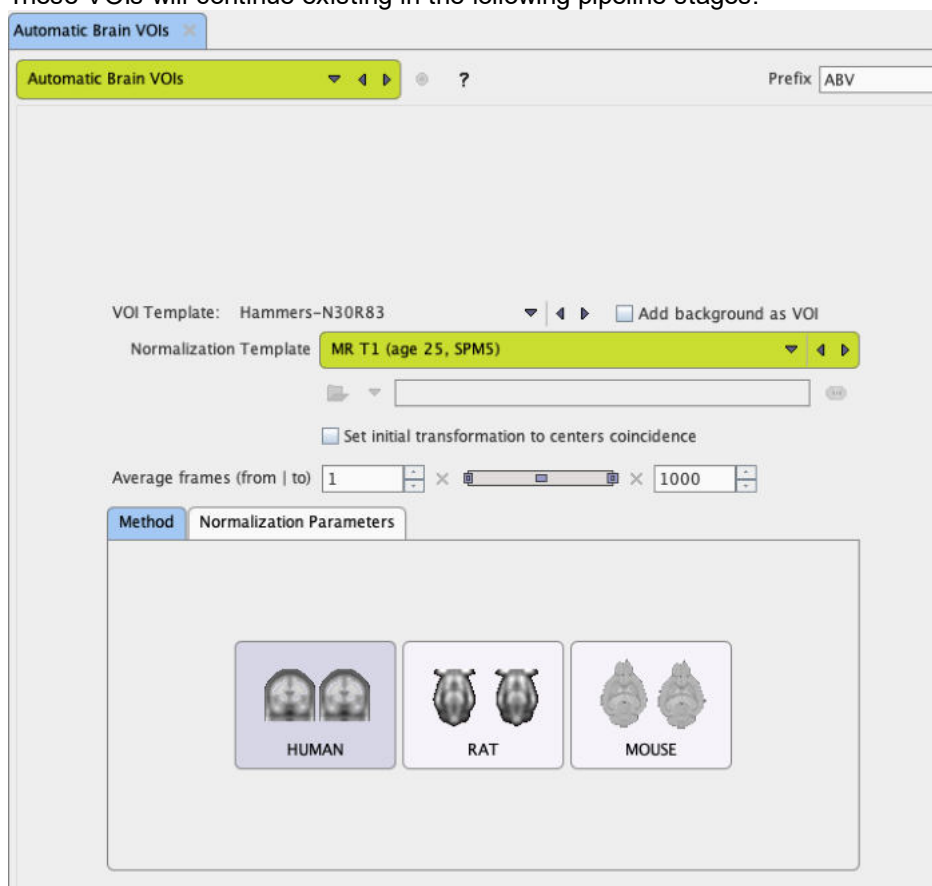 These VOIs will continue existing in the following pipeline stages.
Automatic Brain VOIs
Automatic Brain VOIs ? Prefix ABV
VOI Template: Hammers-N30R83 Add background as VOI
Normalization Template MR T1 (age 25, SPM5)
Set initial transformation to centers coincidence
Average frames (from | to) 1 1000
Method Normalization Parameters
HUMAN RAT MOUSE